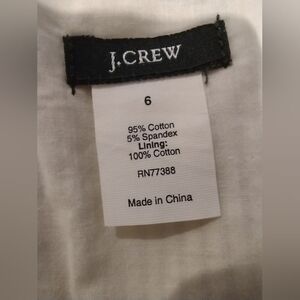 J.CREW
6
95% Cotton
5% Spandex
Lining:
100% Cotton
RN77388
Made in China